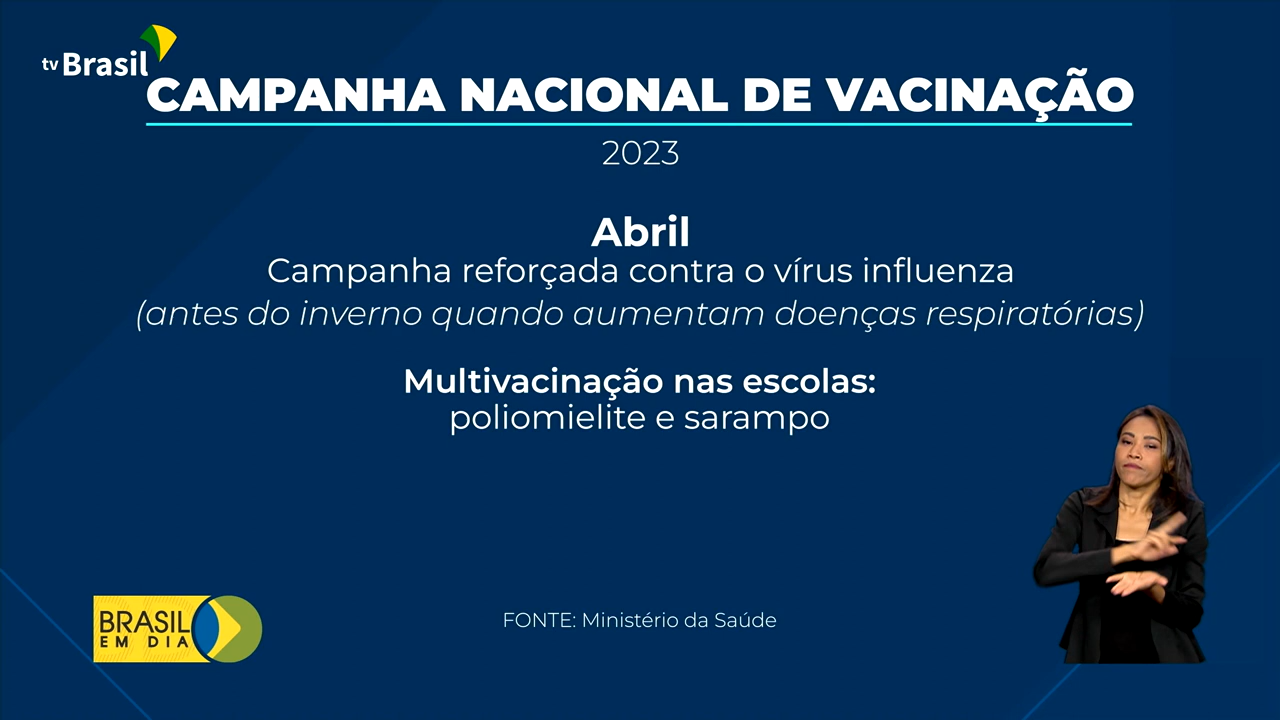 tv Brasil
CAMPANHA NACIONAL DE VACINAÇÃO
2023
Abril
Campanha reforçada contra o vírus influenza
(antes do inverno quando aumentam doenças respiratórias)
Multivacinação nas escolas:
poliomielite e sarampo
BRASIL
EM DIA
FONTE: Ministério da Saúde